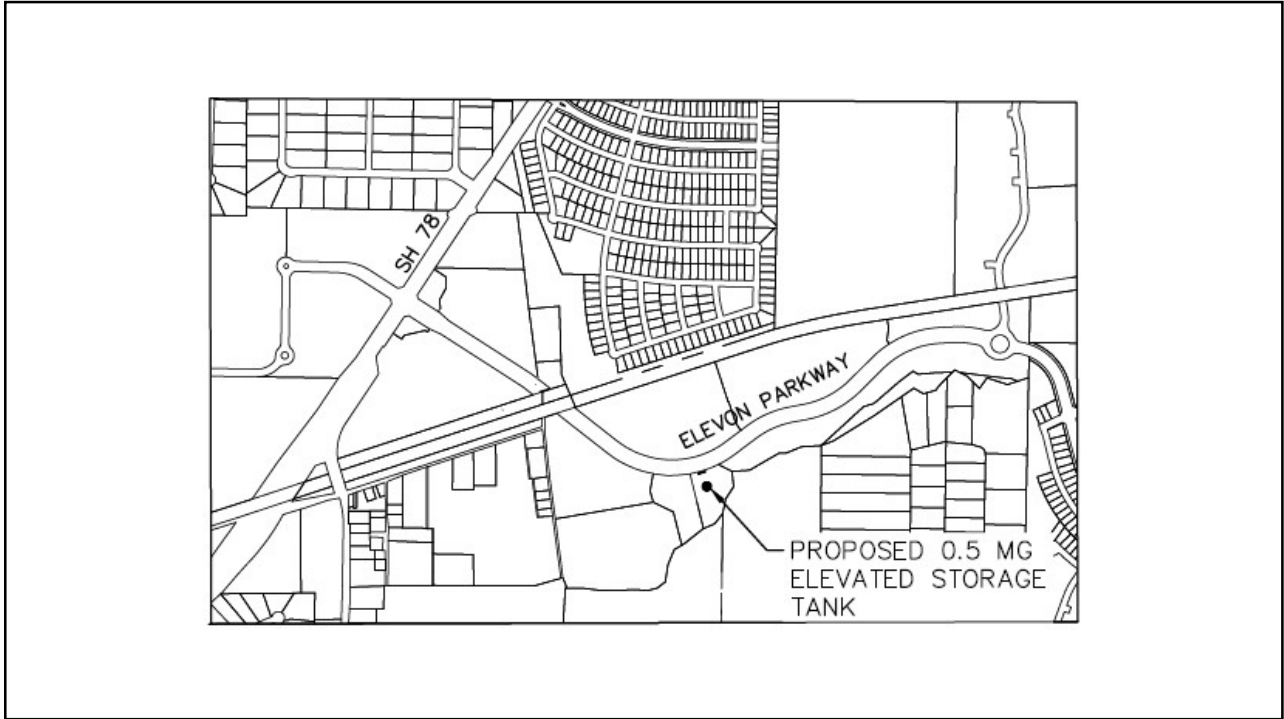 SH 78
ELEVON PARKWAY
PROPOSED 0.5 MG
ELEVATED STORAGE
TANK